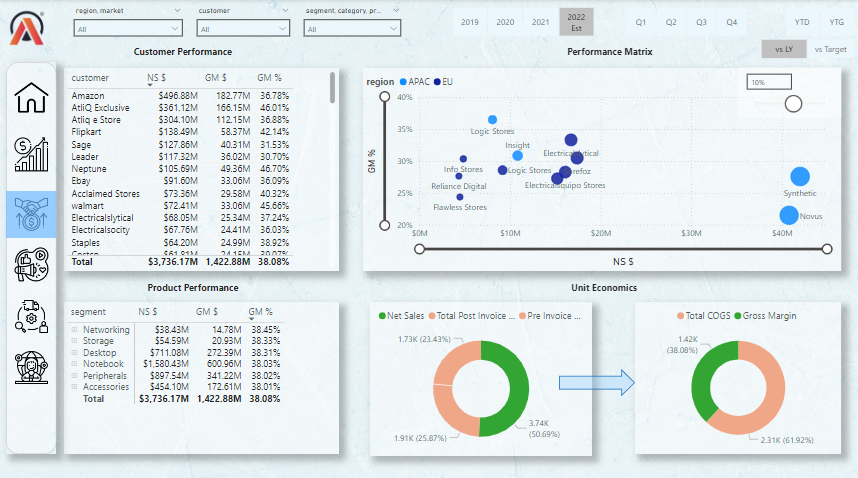 region, market
customer
segment, category, pr...
All
All
All
2019
2020
2021
2022
Est
Q1
Q2
Q3
Q4
YTD
YTG
vs LY
vs Target
Customer Performance
customer NS $ GM $ GM %
Amazon $496.88M 182.77M 36.78%
AtliQ Exclusive $361.12M 166.15M 46.01%
Atliq e Store $304.10M 112.15M 36.88%
Flipkart $138.49M 58.37M 42.14%
Sage $127.86M 40.31M 31.53%
Leader $117.32M 36.02M 30.70%
Neptune $105.69M 49.36M 46.70%
Ebay $91.60M 33.06M 36.09%
Acclaimed Stores $73.36M 29.58M 40.32%
walmart $72.41M 33.06M 45.66%
Electricalslytical $68.05M 25.34M 37.24%
Electricalsocity $67.76M 24.41M 36.03%
Staples $64.20M 24.99M 38.92%
Total $3,736.17M 1,422.88M 38.08%
Performance Matrix
region APAC EU
10%
GM %
40%
35%
30%
25%
20%
Logic Stores
Insight
Info Stores
Logic Stores
Reliance Digital
Flawless Stores
Synthetic
Novus
$0M
$10M
$20M
$30M
$40M
NS $
Product Performance
segment NS $ GM $ GM %
Networking $38.43M 14.78M 38.45%
Storage $54.59M 20.93M 38.33%
Desktop $711.08M 272.39M 38.31%
Notebook $1,580.43M 600.96M 38.03%
Peripherals $897.54M 341.22M 38.02%
Accessories $454.10M 172.61M 38.01%
Total $3,736.17M 1,422.88M 38.08%
Unit Economics
Net Sales Total Post Invoice ... Pre Invoice ...
1.73K (23.43%)
1.91K (25.87%)
3.74K
(50.69%)
Total COGS Gross Margin
1.42K
(38.08%)
2.31K (61.92%)